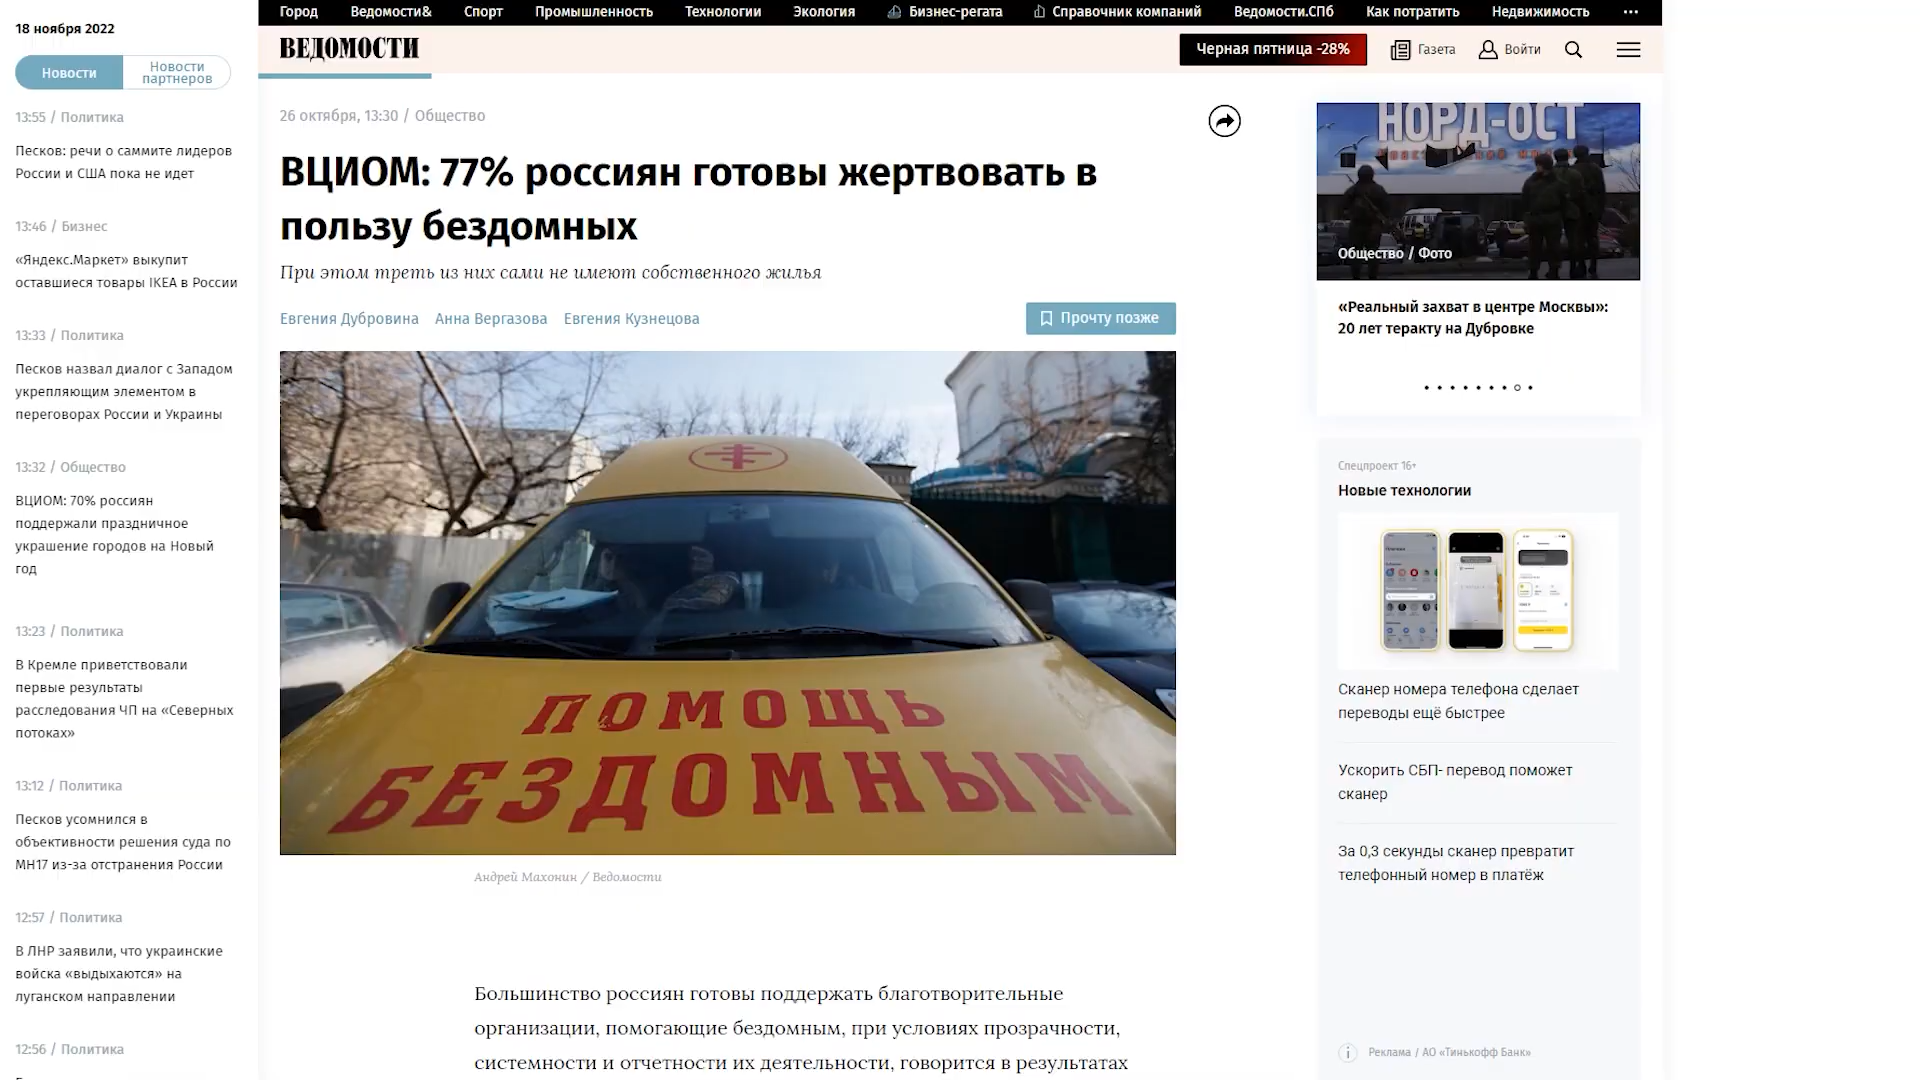 Город Ведомости& Спорт Промышленность Технологии Экология Бизнес-регата Справочник компаний Ведомости.СПб Как потратить Недвижимость ...
18 ноября 2022
Новости
Новости
партнеров
13:55 / Политика
Песков: речи о саммите лидеров
России и США пока не идет
13:46 / Бизнес
«Яндекс.Маркет» выкупит
оставшиеся товары IKEA в России
13:33 / Политика
Песков назвал диалог с Западом
укрепляющим элементом в
переговорах России и Украины
13:32 / Общество
ВЦИОМ: 70% россиян
поддержали праздничное
украшение городов на Новый
год
13:23 / Политика
В Кремле приветствовали
первые результаты
расследования ЧП на «Северных
потоках»
13:12 / Политика
Песков усомнился в
объективности решения суда по
MH17 из-за отстранения России
12:57 / Политика
В ЛНР заявили, что украинские
войска «выдыхаются» на
луганском направлении
12:56 / Политика
ВЕДОМОСТИ
Черная пятница -28%
Газета
Войти
26 октября, 13:30 / Общество
ВЦИОМ: 77% россиян готовы жертвовать в
пользу бездомных
При этом треть из них сами не имеют собственного жилья
Евгения Дубровина Анна Вергазова Евгения Кузнецова
Прочту позже
ПОМОЩЬ
БЕЗДОМНЫМ
Андрей Махонин / Ведомости
Большинство россиян готовы поддержать благотворительные
организации, помогающие бездомным, при условиях прозрачности,
системности и отчетности их деятельности, говорится в результатах
НОРД-ОСТ
Общество / Фото
«Реальный захват в центре Москвы»:
20 лет теракту на Дубровке
Спецпроект 16+
Новые технологии
Сканер номера телефона сделает
переводы ещё быстрее
Ускорить СБП- перевод поможет
сканер
За 0,3 секунды сканер превратит
телефонный номер в платёж
Реклама / АО «Тинькофф Банк»